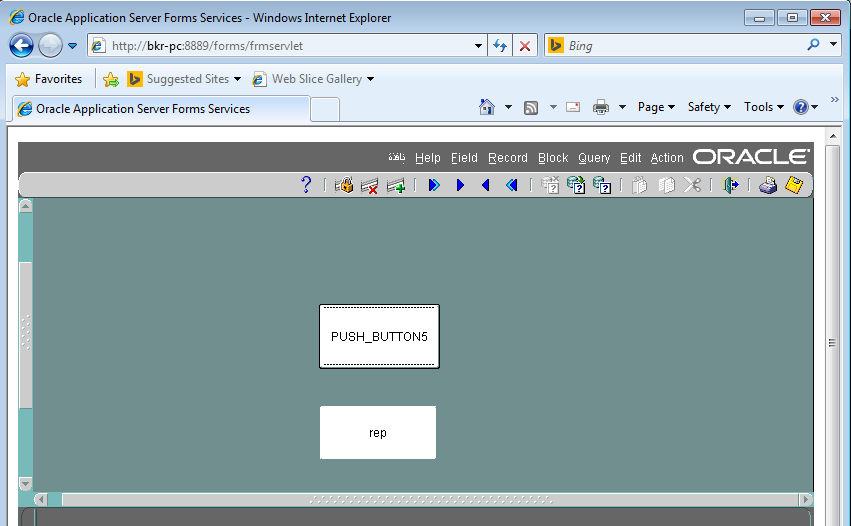 Oracle Application Server Forms Services - Windows Internet Explorer
http://bkr-pc:8889/forms/frmservlet
Bing
Favorites
Suggested Sites
Web Slice Gallery
Oracle Application Server Forms Services
Page
Safety
Tools
نافذة Help Field Record Block Query Edit Action ORACLE
PUSH_BUTTON5
rep